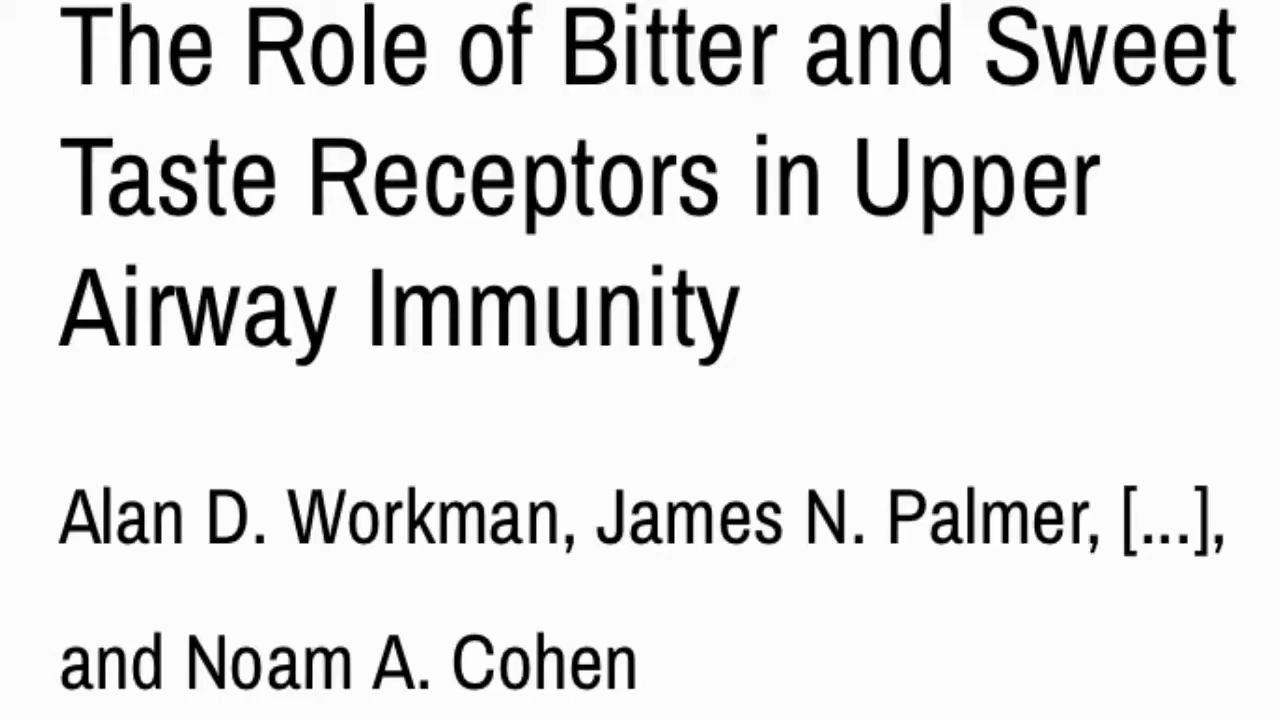 The Role of Bitter and Sweet
Taste Receptors in Upper
Airway Immunity
Alan D. Workman, James N. Palmer, [...],
and Noam A. Cohen